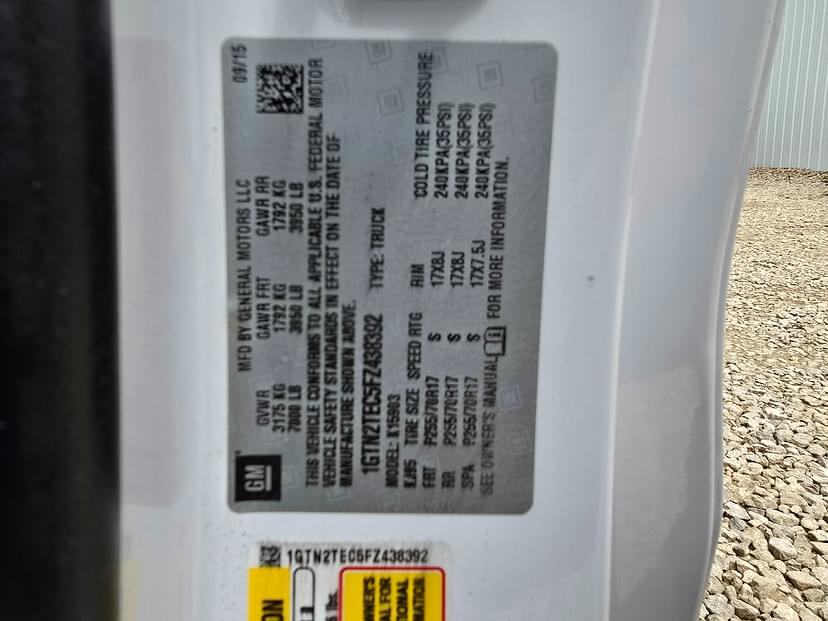 GM
MFD BY GENERAL MOTORS LLC 09/15
GVWR GAWR FRT GAWR RR
3175 KG 1792 KG 1792 KG
7000 LB 3950 LB 3950 LB
THIS VEHICLE CONFORMS TO ALL APPLICABLE U.S. FEDERAL MOTOR
VEHICLE SAFETY STANDARDS IN EFFECT ON THE DATE OF
MANUFACTURE SHOWN ABOVE.
1GTN2TEC5FZ438392 TYPE: TRUCK
MODEL: K15903
TIRE SIZE SPEED RTG RIM COLD TIRE PRESSURE
FRT P255/70R17 S 17X8J 240KPA(35PSI)
RR P255/70R17 S 17X8J 240KPA(35PSI)
SPA P255/70R17 S 17X7.5J 240KPA(35PSI)
SEE OWNER'S MANUAL FOR MORE INFORMATION.
1GTN2TEC5FZ438392